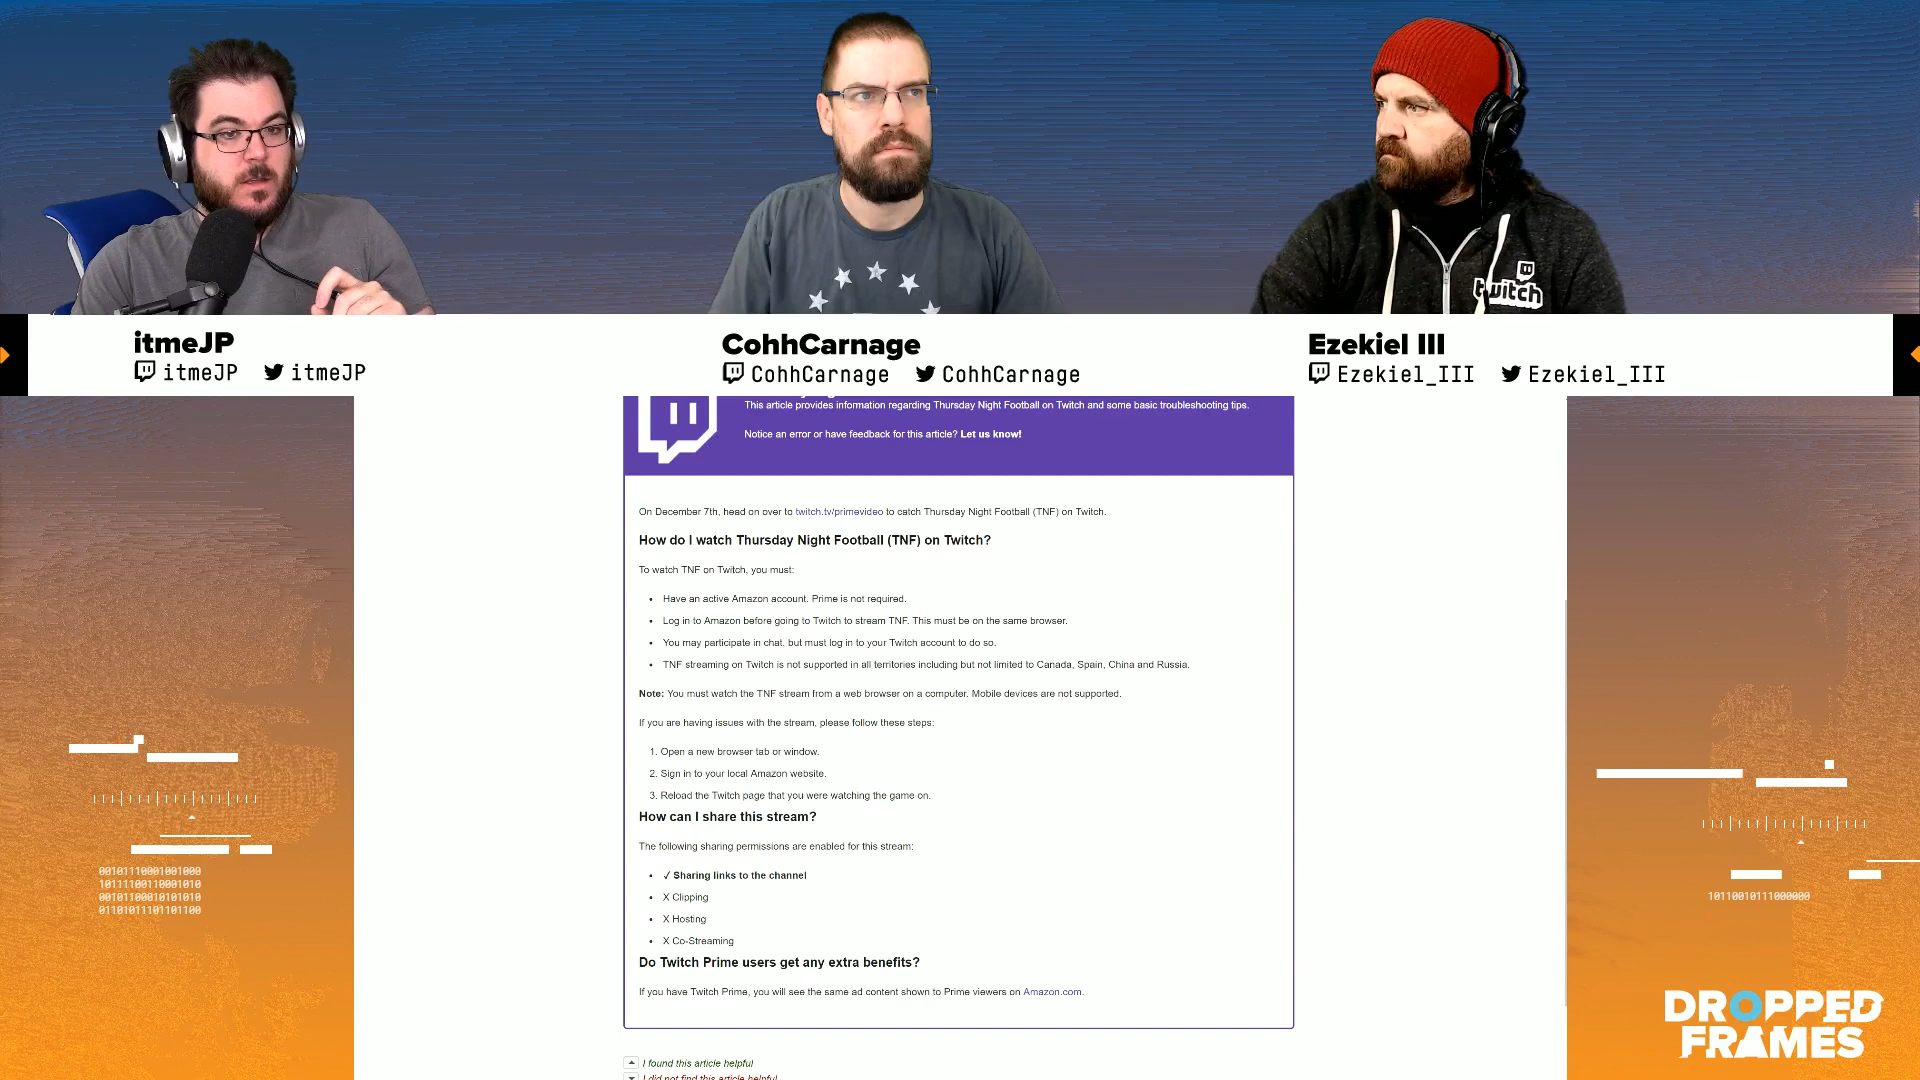 twitch
itmeJP
itmeJP
itmeJP
CohhCarnage
CohhCarnage
CohhCarnage
Ezekiel III
Ezekiel_III
Ezekiel_III
This article provides information regarding Thursday Night Football on Twitch and some basic troubleshooting tips.
Notice an error or have feedback for this article? Let us know!
On December 7th, head on over to twitch.tv/primevideo to catch Thursday Night Football (TNF) on Twitch.
How do I watch Thursday Night Football (TNF) on Twitch?
To watch TNF on Twitch, you must:
• Have an active Amazon account. Prime is not required.
• Log in to Amazon before going to Twitch to stream TNF. This must be on the same browser.
• You may participate in chat, but must log in to your Twitch account to do so.
• TNF streaming on Twitch is not supported in all territories including but not limited to Canada, Spain, China and Russia.
Note: You must watch the TNF stream from a web browser on a computer. Mobile devices are not supported.
If you are having issues with the stream, please follow these steps:
1. Open a new browser tab or window.
2. Sign in to your local Amazon website.
3. Reload the Twitch page that you were watching the game on.
How can I share this stream?
The following sharing permissions are enabled for this stream:
• ✓ Sharing links to the channel
• X Clipping
• X Hosting
• X Co-Streaming
Do Twitch Prime users get any extra benefits?
If you have Twitch Prime, you will see the same ad content shown to Prime viewers on Amazon.com.
I found this article helpful
I did not find this article helpful
00101110001001000
10111100110001010
00101100010101010
01101011101101100
10110010111000000
DROPPED
FRAMES